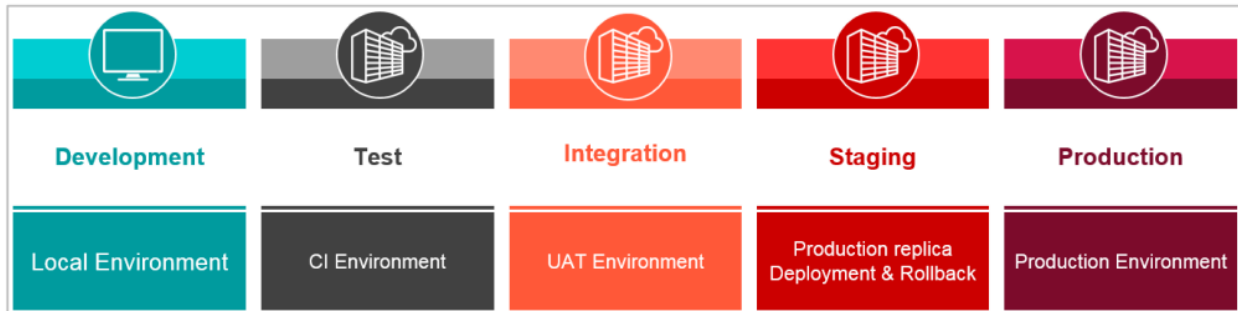 Development
Test
Integration
Staging
Production
Local Environment
CI Environment
UAT Environment
Production replica
Deployment & Rollback
Production Environment